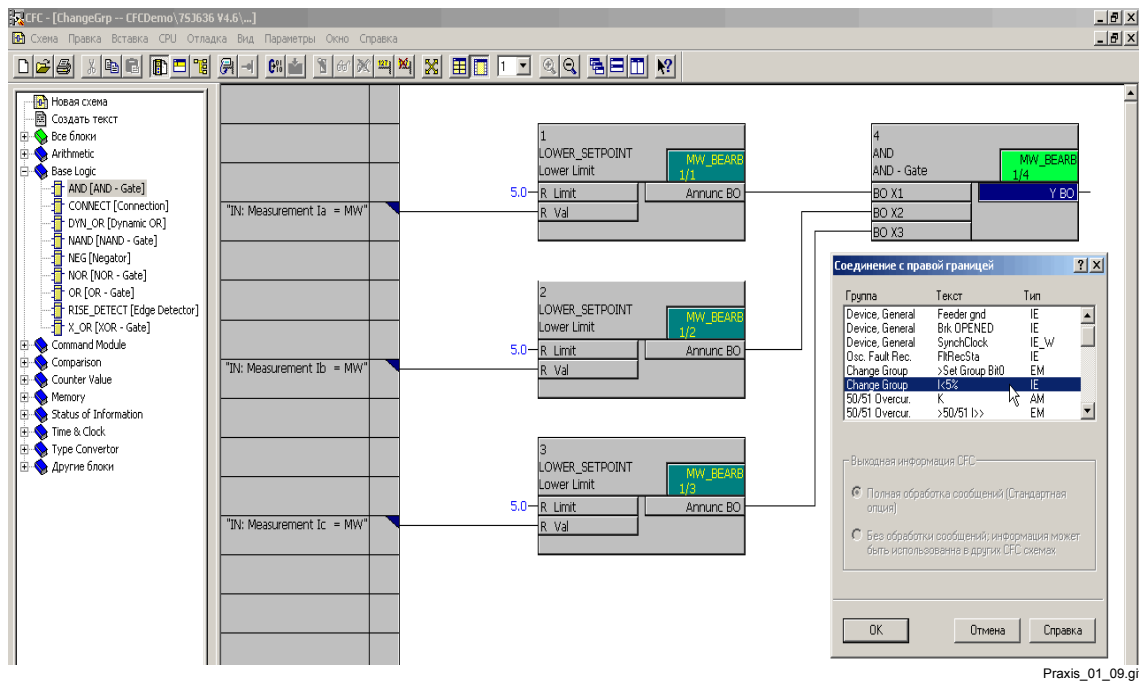 CFC - [ChangeGrp -- CFCDemo\7SJ636 V4.6\...]
Схема Правка Вставка CPU Отладка Вид Параметры Окно Справка
1
Новая схема
Создать текст
Все блоки
Arithmetic
Base Logic
AND [AND - Gate]
CONNECT [Connection]
DYN_OR [Dynamic OR]
NAND [NAND - Gate]
NEG [Negator]
NOR [NOR - Gate]
OR [OR - Gate]
RISE_DETECT [Edge Detector]
X_OR [XOR - Gate]
Command Module
Comparison
Counter Value
Memory
Status of Information
Time & Clock
Type Convertor
Другие блоки
"IN: Measurement Ia = MW"
"IN: Measurement Ib = MW"
"IN: Measurement Ic = MW"
1
LOWER_SETPOINT
Lower Limit
MW_BEARB
1/1
5.0
R Limit
Annunc BO
R Val
2
LOWER_SETPOINT
Lower Limit
MW_BEARB
1/2
5.0
R Limit
Annunc BO
R Val
3
LOWER_SETPOINT
Lower Limit
MW_BEARB
1/3
5.0
R Limit
Annunc BO
R Val
4
AND
AND - Gate
MW_BEARB
1/4
BO X1
Y BO
BO X2
BO X3
Соединение с правой границей
Группа Текст Тип
Device, General Feeder gnd IE
Device, General Brk OPENED IE
Device, General SynchClock IE_W
Osc. Fault Rec. FltRecSta IE
Change Group >Set Group Bit0 EM
Change Group I<5% IE
50/51 Overcur. K AM
50/51 Overcur. >50/51 I>> EM
Выходная информация CFC
Полная обработка сообщений (Стандартная
опция)
Без обработки сообщений; информация может
быть использованна в других CFC схемах
OK Отмена Справка
Praxis_01_09.gi